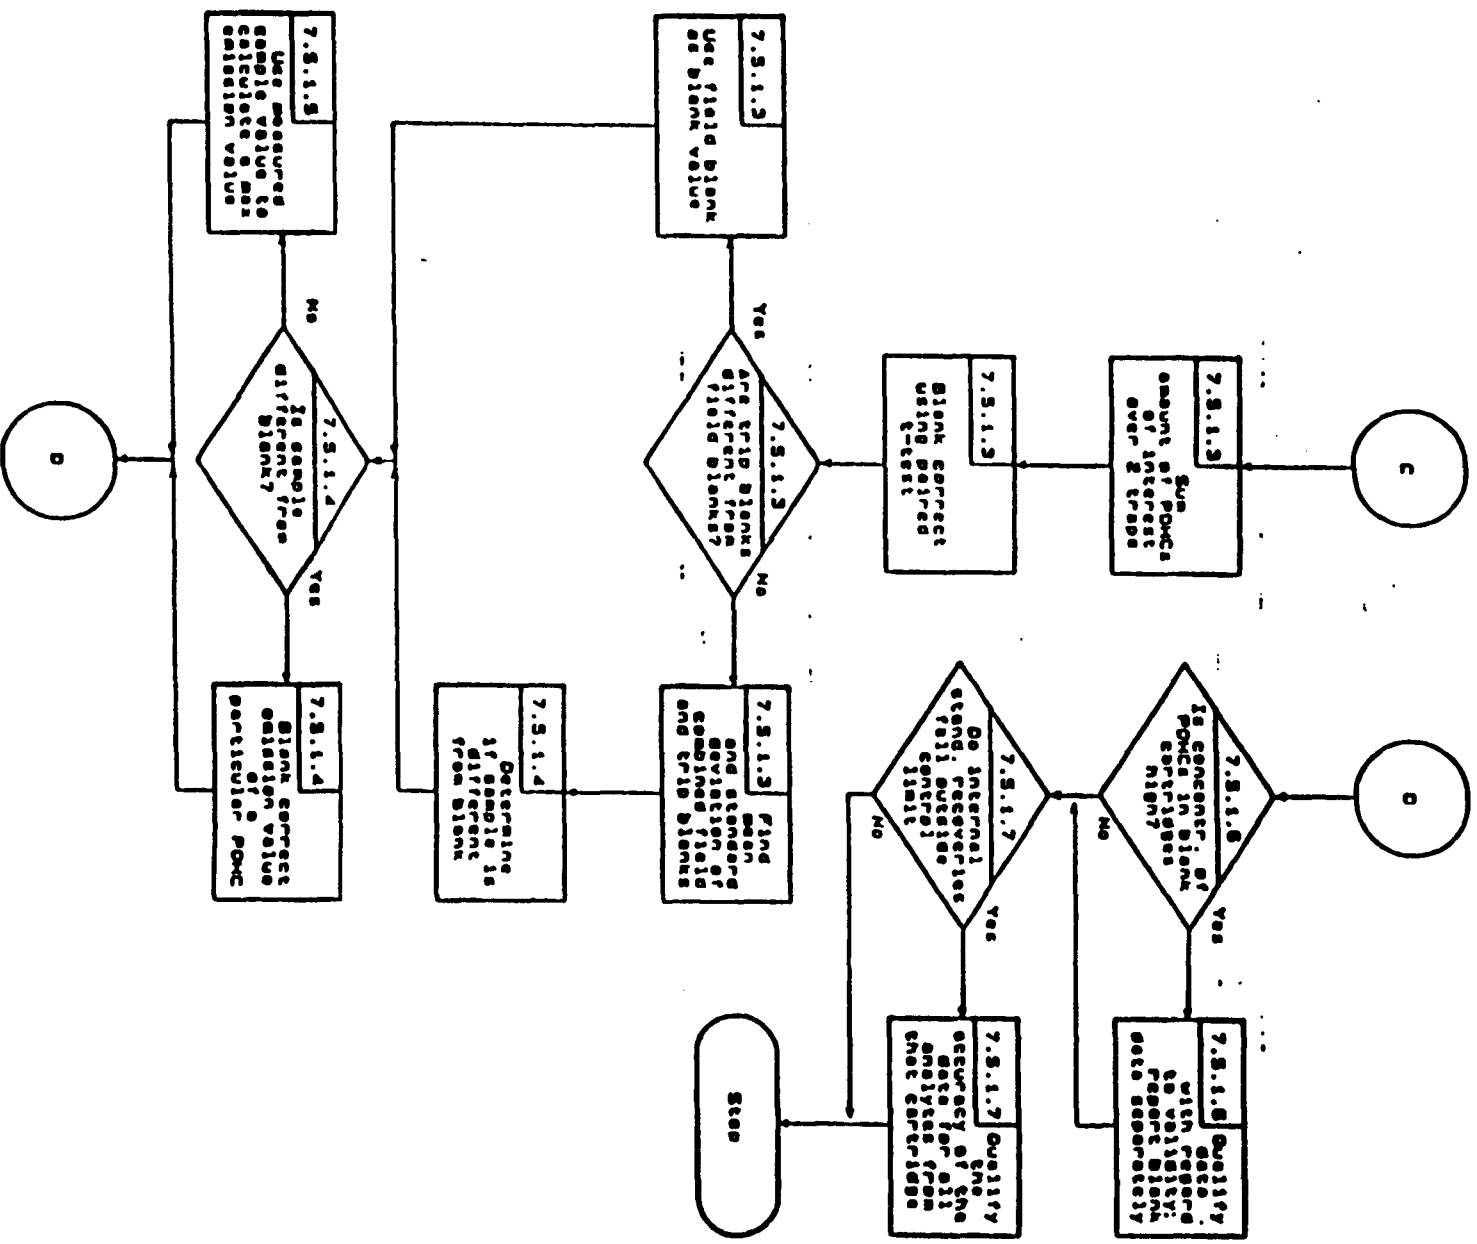 C
7.5.1.3
Sum
amount of POHCs
of interest
over 2 traps
7.5.1.3
Blank correct
using paired
t-test
7.5.1.3
Are trip blanks
different from
field blanks?
Yes
No
7.5.1.3
Use field blank
as blank value
7.5.1.3 Find
mean
and standard
deviation of
combined field
and trip blanks
7.5.1.4
Determine
if sample is
different
from blank
7.5.1.4
Is sample
different from
blank?
No
Yes
7.5.1.5
Use measured
sample value to
calculate a max
emission value
7.5.1.4
Blank correct
emission value
of a
particular POHC
D
D
7.5.1.6
Is concentr. of
POHCs in blank
cartridges
high?
Yes
No
7.5.1.6 Qualify
data
with regard
to validity;
report blank
data separately
7.5.1.7
Do internal
stand. recoveries
fall outside
control
limit
Yes
No
7.5.1.7 Qualify
the
accuracy of the
data for all
analytes from
that cartridge
Stop